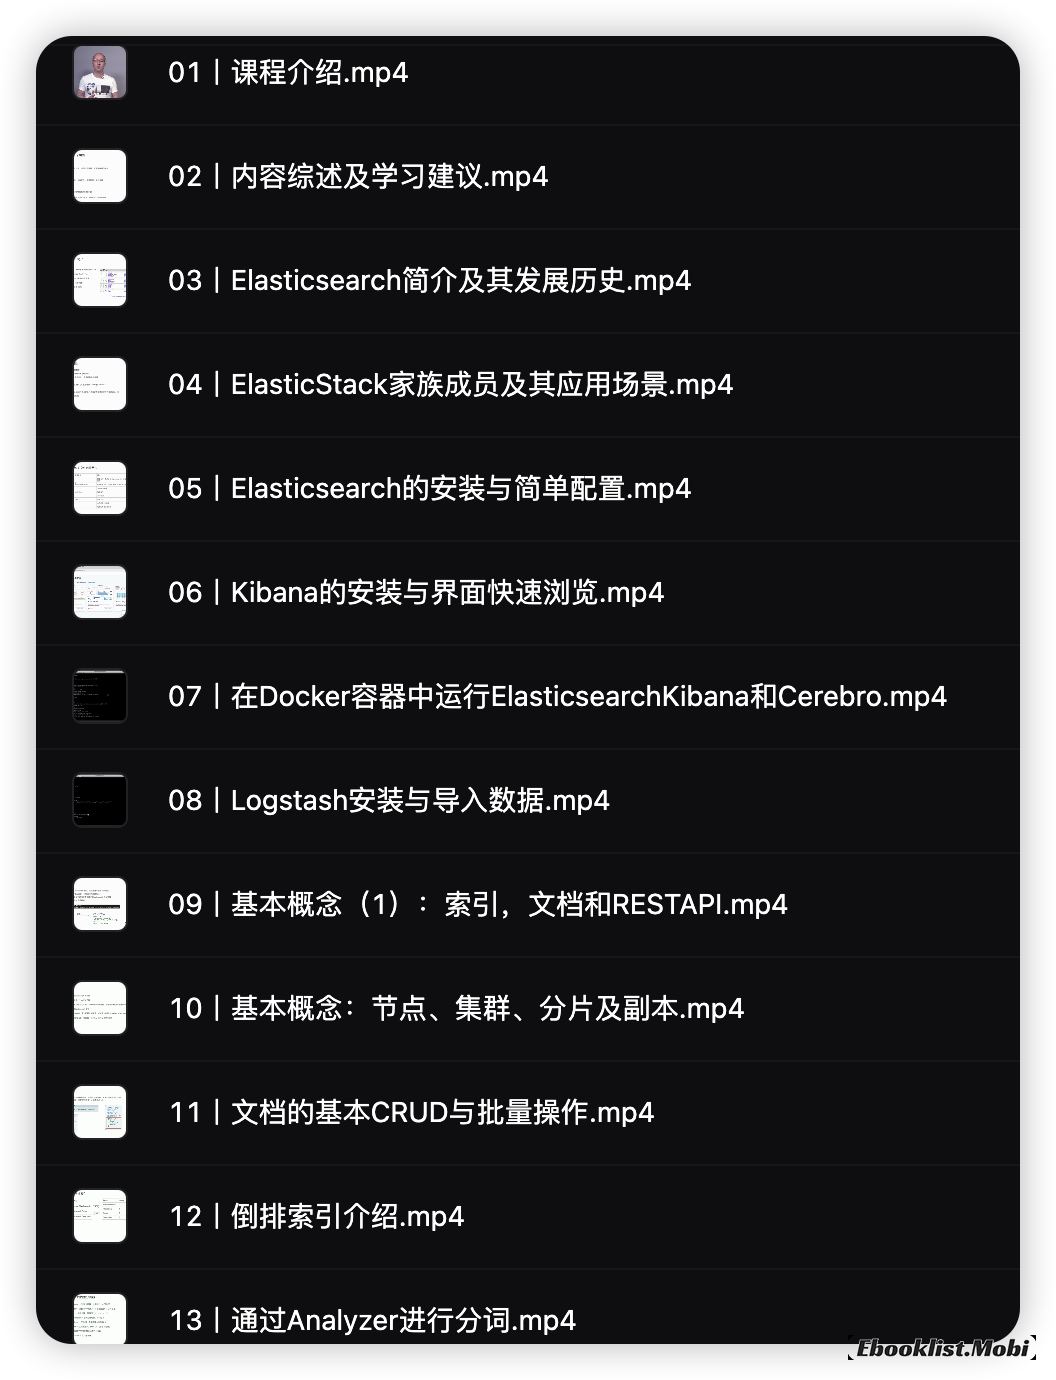 01｜课程介绍.mp4
02｜内容综述及学习建议.mp4
03｜Elasticsearch简介及其发展历史.mp4
04｜ElasticStack家族成员及其应用场景.mp4
05｜Elasticsearch的安装与简单配置.mp4
06｜Kibana的安装与界面快速浏览.mp4
07｜在Docker容器中运行ElasticsearchKibana和Cerebro.mp4
08｜Logstash安装与导入数据.mp4
09｜基本概念（1）：索引，文档和RESTAPI.mp4
10｜基本概念：节点、集群、分片及副本.mp4
11｜文档的基本CRUD与批量操作.mp4
12｜倒排索引介绍.mp4
13｜通过Analyzer进行分词.mp4
【Ebooklist.Mobi】